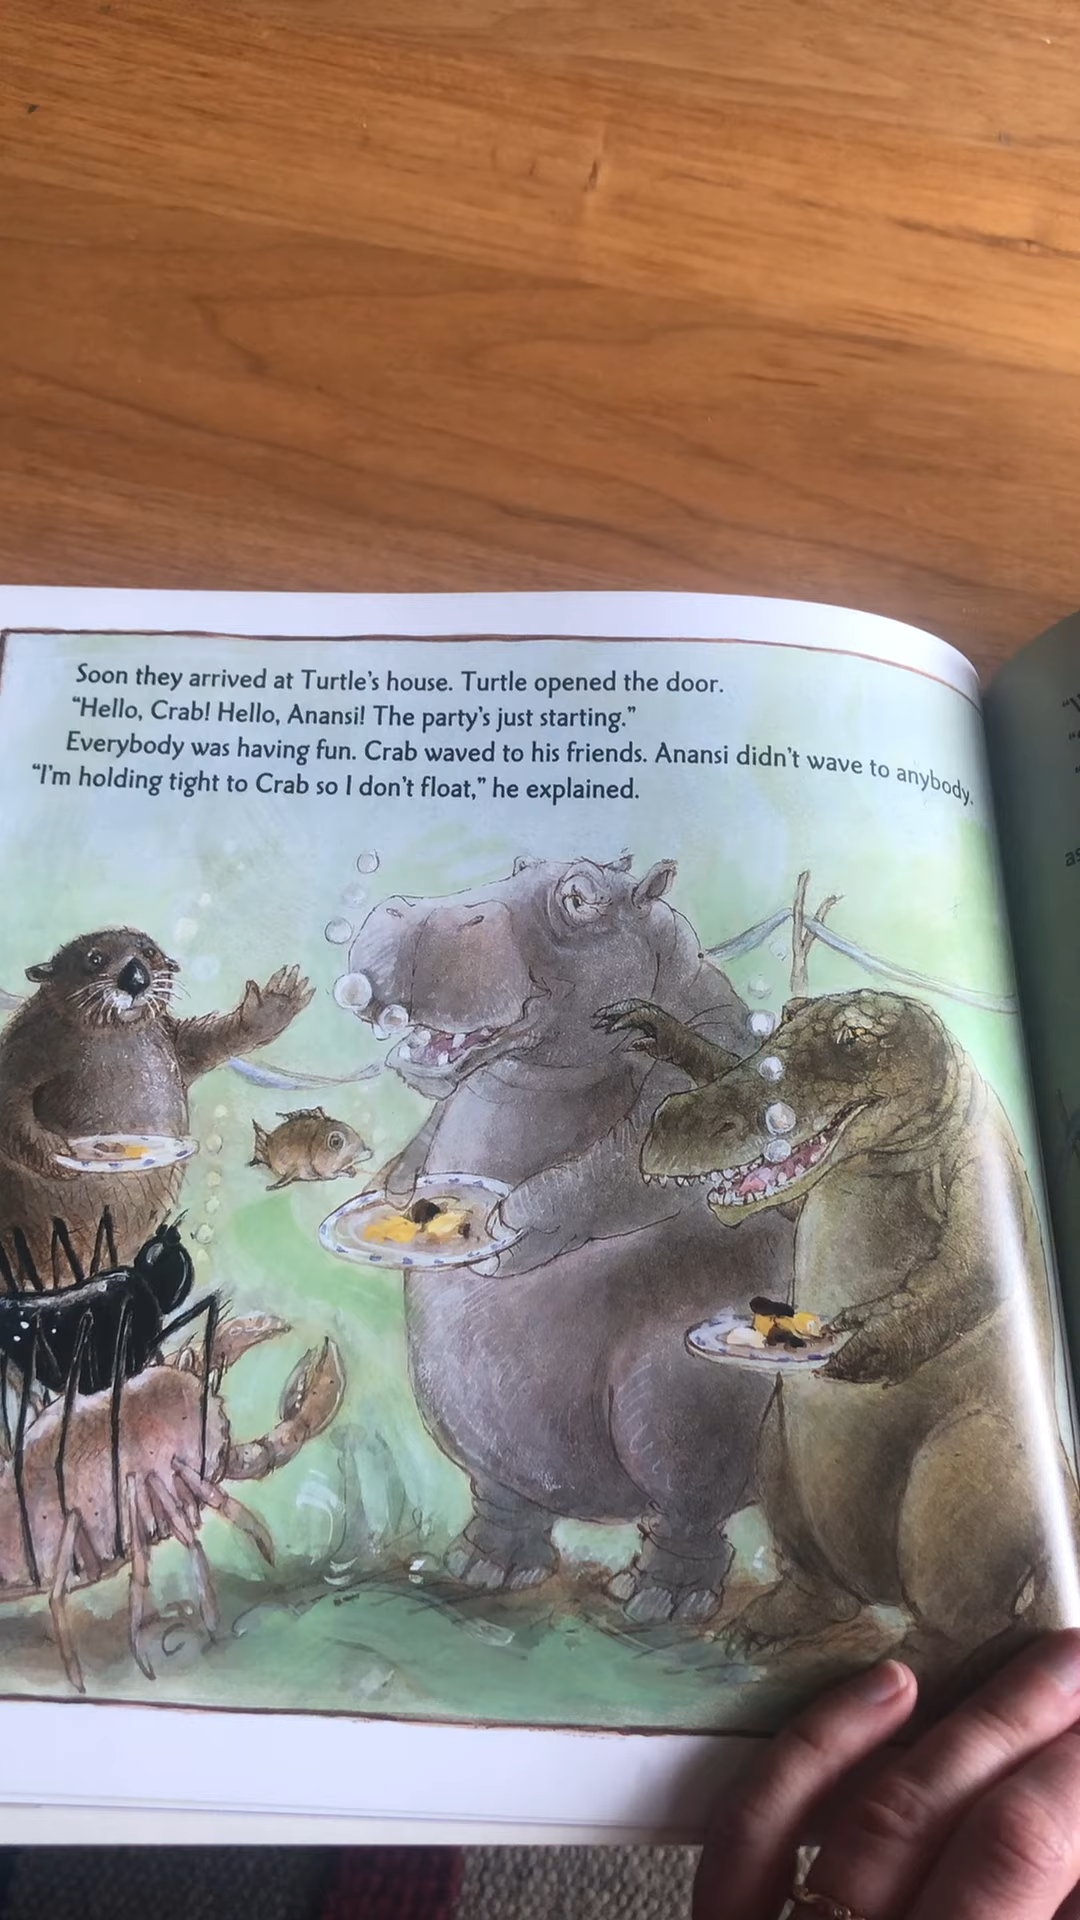 Soon they arrived at Turtle's house. Turtle opened the door.
“Hello, Crab! Hello, Anansi! The party's just starting.”
Everybody was having fun. Crab waved to his friends. Anansi didn't wave to anybody.
“I'm holding tight to Crab so I don't float,” he explained.